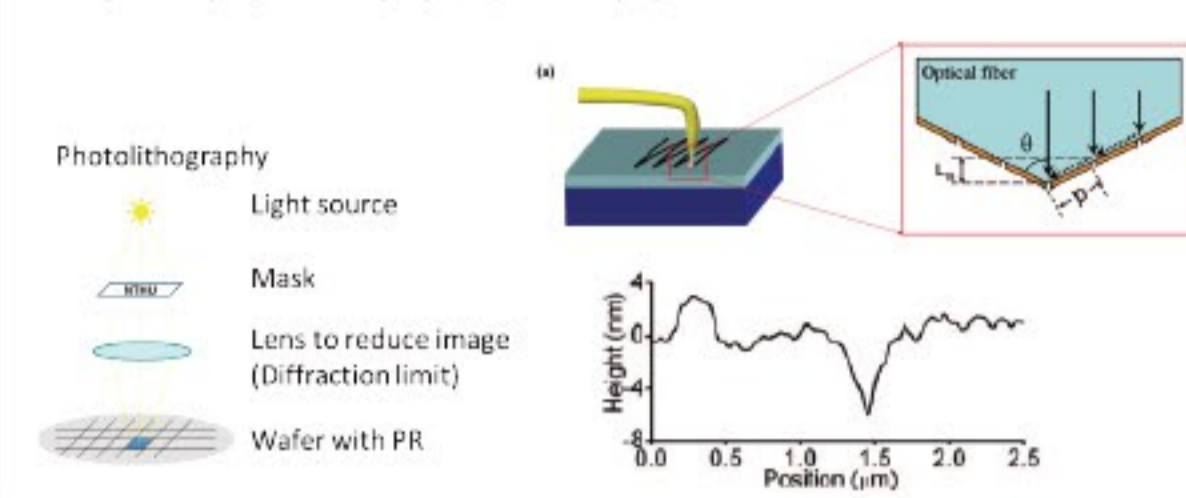 Photolithography
Light source
Mask
NTHU
Lens to reduce image
(Diffraction limit)
Wafer with PR
(a)
Optical fiber
θ
p
4
0
-4
-8
Height (nm)
0.0 0.5 1.0 1.5 2.0 2.5
Position (μm)